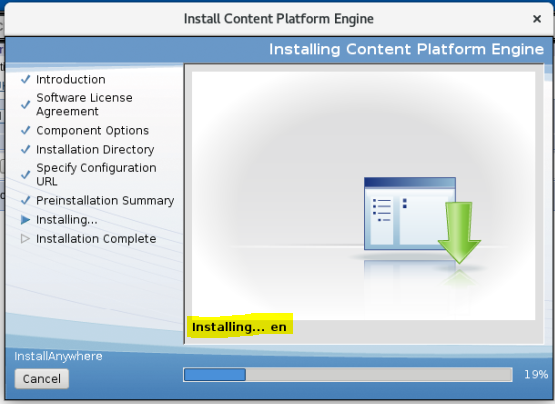 Install Content Platform Engine
Installing Content Platform Engine
Introduction
Software License
Agreement
Component Options
Installation Directory
Specify Configuration
URL
Preinstallation Summary
Installing...
Installation Complete
Installing... en
InstallAnywhere
Cancel
19%